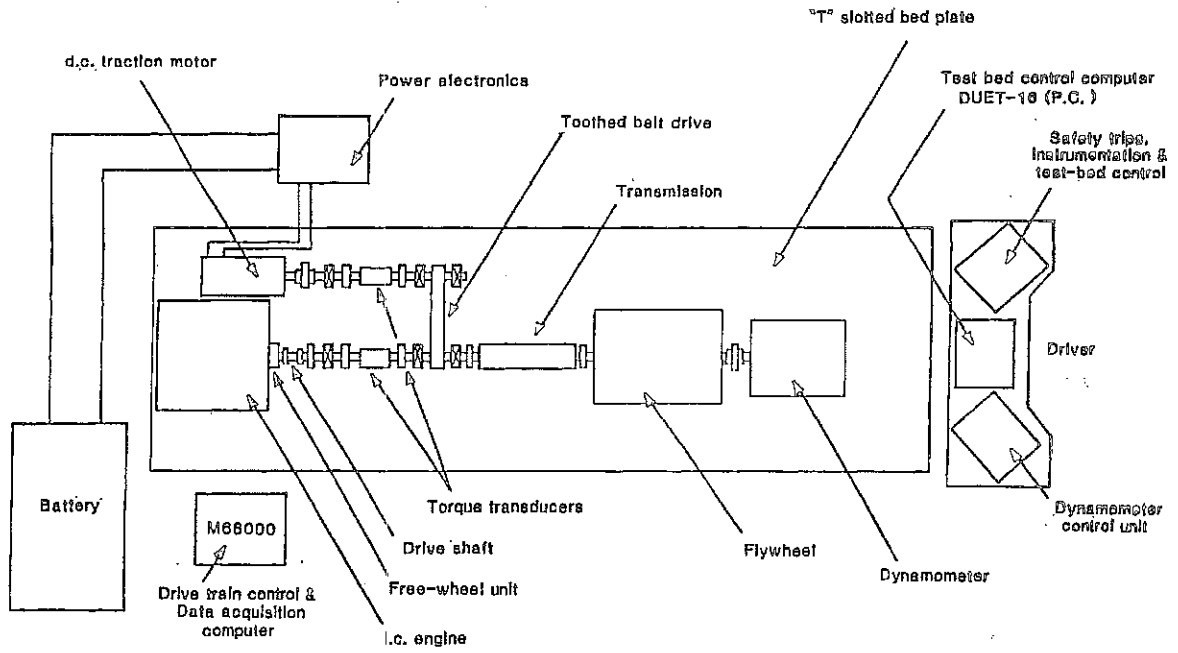 "T" slotted bed plate
d.c. traction motor
Power electronics
Test bed control computer
DUET-16 (P.C.)
Toothed belt drive
Safety trips,
instrumentation &
test-bed control
Transmission
Driver
Battery
M68000
Torque transducers
Dynamometer
control unit
Drive shaft
Flywheel
Dynamometer
Free-wheel unit
Drive train control &
Data acquisition
computer
i.c. engine